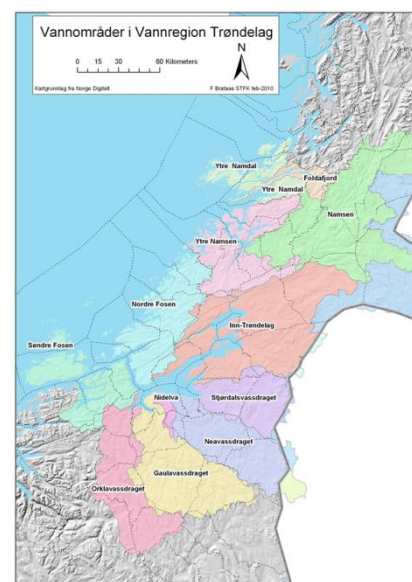 Vannområder i Vannregion Trøndelag
N
0 15 30 60 Kilometers
Kartgrunnlag fra Norge Digitalt
F Brataas STFK feb-2010
Ytre Namdal
Foldafjord
Ytre Namdal
Namsen
Ytre Namsen
Nordre Fosen
Inn-Trøndelag
Søndre Fosen
Nidelva
Stjørdalsvassdraget
Neavassdraget
Gaulavassdraget
Orklavassdraget